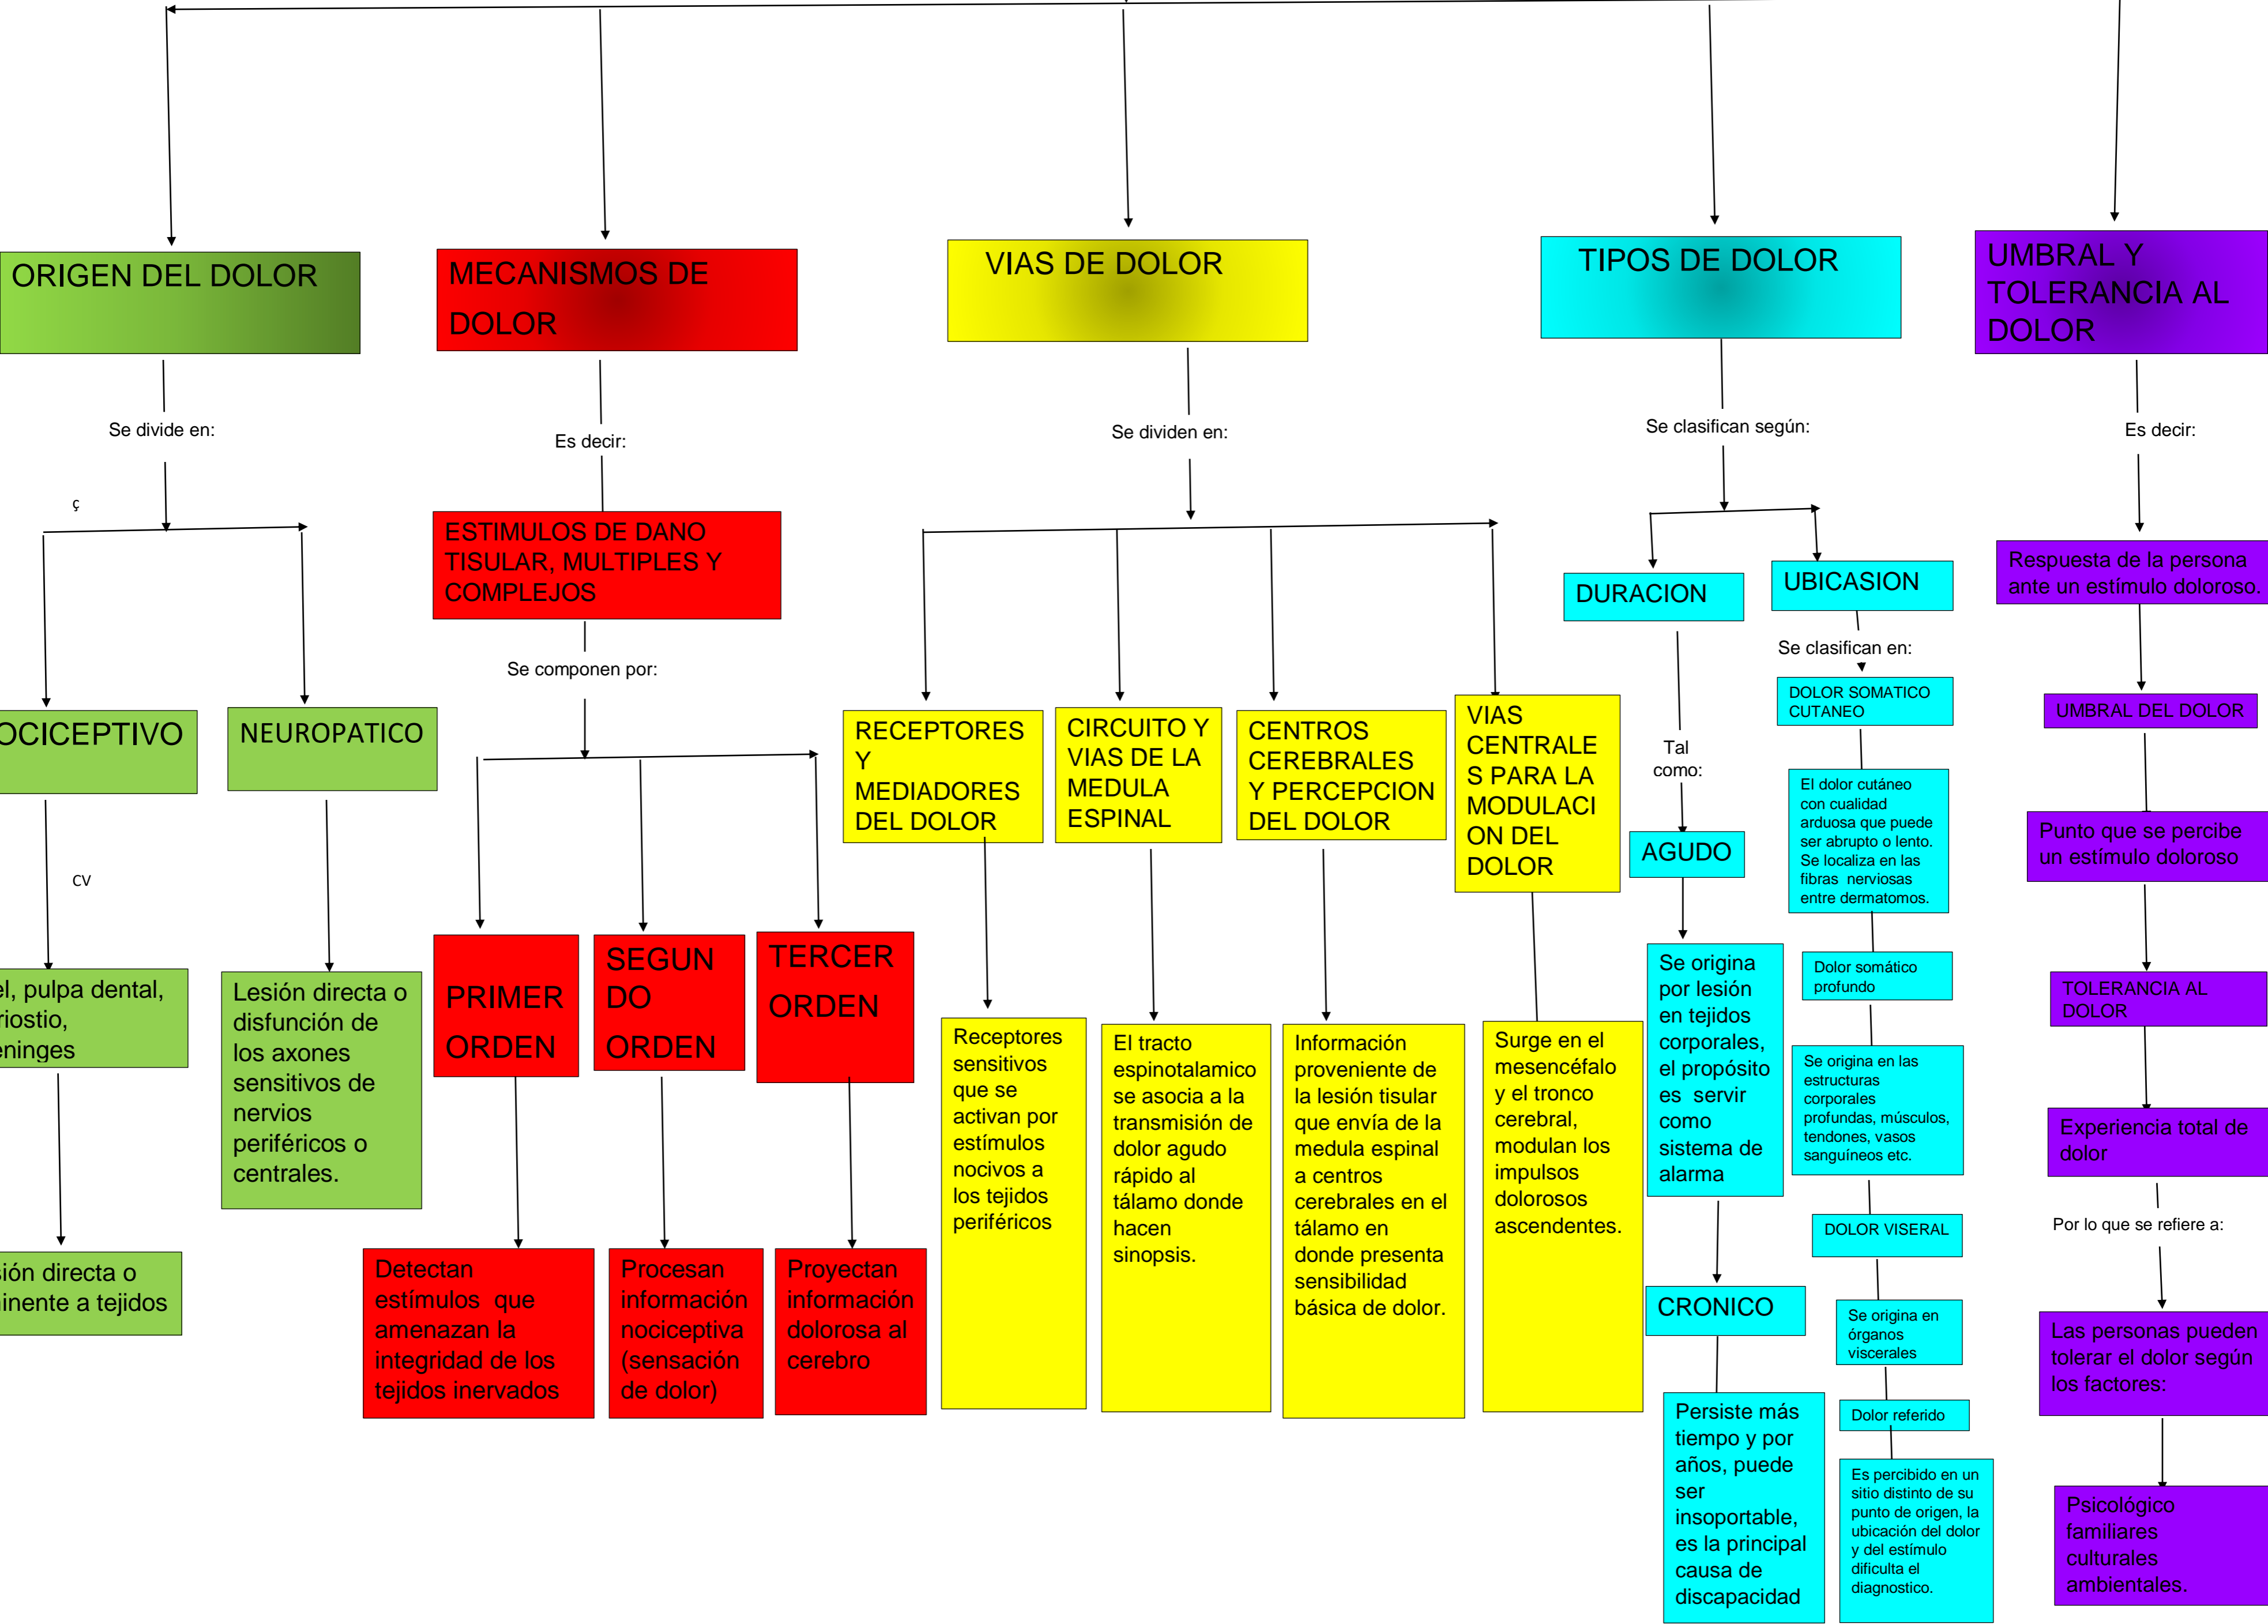 ORIGEN DEL DOLOR
Se divide en:
ç
OCICEPTIVO
CV
el, pulpa dental,
riostio,
eninges
sión directa o
inente a tejidos
NEUROPATICO
Lesión directa o
disfunción de
los axones
sensitivos de
nervios
periféricos o
centrales.
MECANISMOS DE
DOLOR
Es decir:
ESTIMULOS DE DANO
TISULAR, MULTIPLES Y
COMPLEJOS
Se componen por:
PRIMER
ORDEN
Detectan
estímulos que
amenazan la
integridad de los
tejidos inervados
SEGUN
DO
ORDEN
Procesan
información
nociceptiva
(sensación
de dolor)
TERCER
ORDEN
Proyectan
información
dolorosa al
cerebro
VIAS DE DOLOR
Se dividen en:
RECEPTORES
Y
MEDIADORES
DEL DOLOR
Receptores
sensitivos
que se
activan por
estímulos
nocivos a
los tejidos
periféricos
CIRCUITO Y
VIAS DE LA
MEDULA
ESPINAL
El tracto
espinotalamico
se asocia a la
transmisión de
dolor agudo
rápido al
tálamo donde
hacen
sinopsis.
CENTROS
CEREBRALES
Y PERCEPCION
DEL DOLOR
Información
proveniente de
la lesión tisular
que envía de la
medula espinal
a centros
cerebrales en el
tálamo en
donde presenta
sensibilidad
básica de dolor.
VIAS
CENTRALE
S PARA LA
MODULACI
ON DEL
DOLOR
Surge en el
mesencéfalo
y el tronco
cerebral,
modulan los
impulsos
dolorosos
ascendentes.
TIPOS DE DOLOR
Se clasifican según:
DURACION
Tal
como:
AGUDO
Se origina
por lesión
en tejidos
corporales,
el propósito
es servir
como
sistema de
alarma
CRONICO
Persiste más
tiempo y por
años, puede
ser
insoportable,
es la principal
causa de
discapacidad
UBICASION
Se clasifican en:
DOLOR SOMATICO
CUTANEO
El dolor cutáneo
con cualidad
arduosa que puede
ser abrupto o lento.
Se localiza en las
fibras nerviosas
entre dermatomos.
Dolor somático
profundo
Se origina en las
estructuras
corporales
profundas, músculos,
tendones, vasos
sanguíneos etc.
DOLOR VISERAL
Se origina en
órganos
viscerales
Dolor referido
Es percibido en un
sitio distinto de su
punto de origen, la
ubicación del dolor
y del estímulo
dificulta el
diagnostico.
UMBRAL Y
TOLERANCIA AL
DOLOR
Es decir:
Respuesta de la persona
ante un estímulo doloroso.
UMBRAL DEL DOLOR
Punto que se percibe
un estímulo doloroso
TOLERANCIA AL
DOLOR
Experiencia total de
dolor
Por lo que se refiere a:
Las personas pueden
tolerar el dolor según
los factores:
Psicológico
familiares
culturales
ambientales.